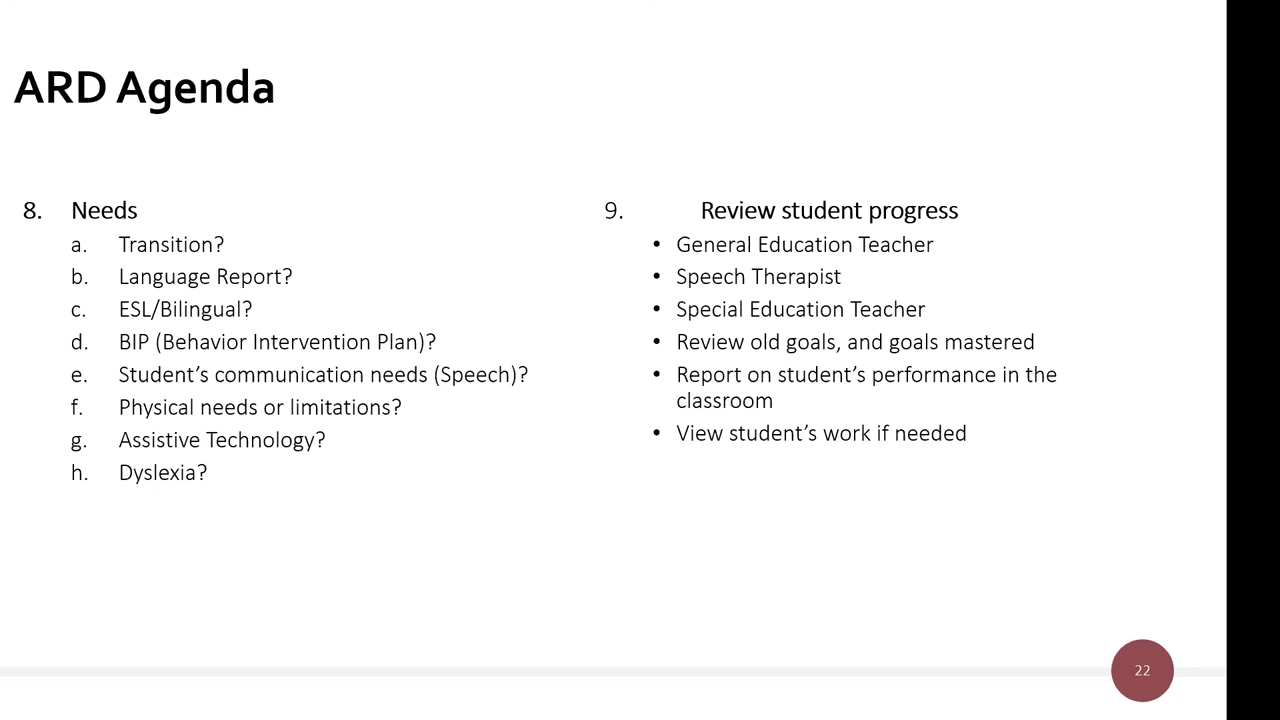 ARD Agenda
8. Needs
a. Transition?
b. Language Report?
c. ESL/Bilingual?
d. BIP (Behavior Intervention Plan)?
e. Student’s communication needs (Speech)?
f. Physical needs or limitations?
g. Assistive Technology?
h. Dyslexia?
9. Review student progress
• General Education Teacher
• Speech Therapist
• Special Education Teacher
• Review old goals, and goals mastered
• Report on student’s performance in the
classroom
• View student’s work if needed
22